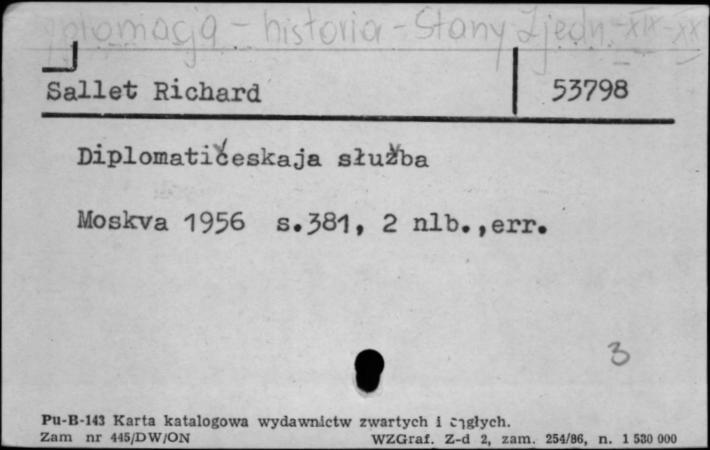 dyplomacja - historia - Stany Zjedn. - XIX - XX
Sallet Richard 53798
Diplomatičeskaja služba
Moskva 1956 s.381, 2 nlb.,err.
3
Pu-B-143 Karta katalogowa wydawnictw zwartych i ciągłych.
Zam nr 445/DW/ON WZGraf. Z-d 2, zam. 254/86, n. 1 530 000